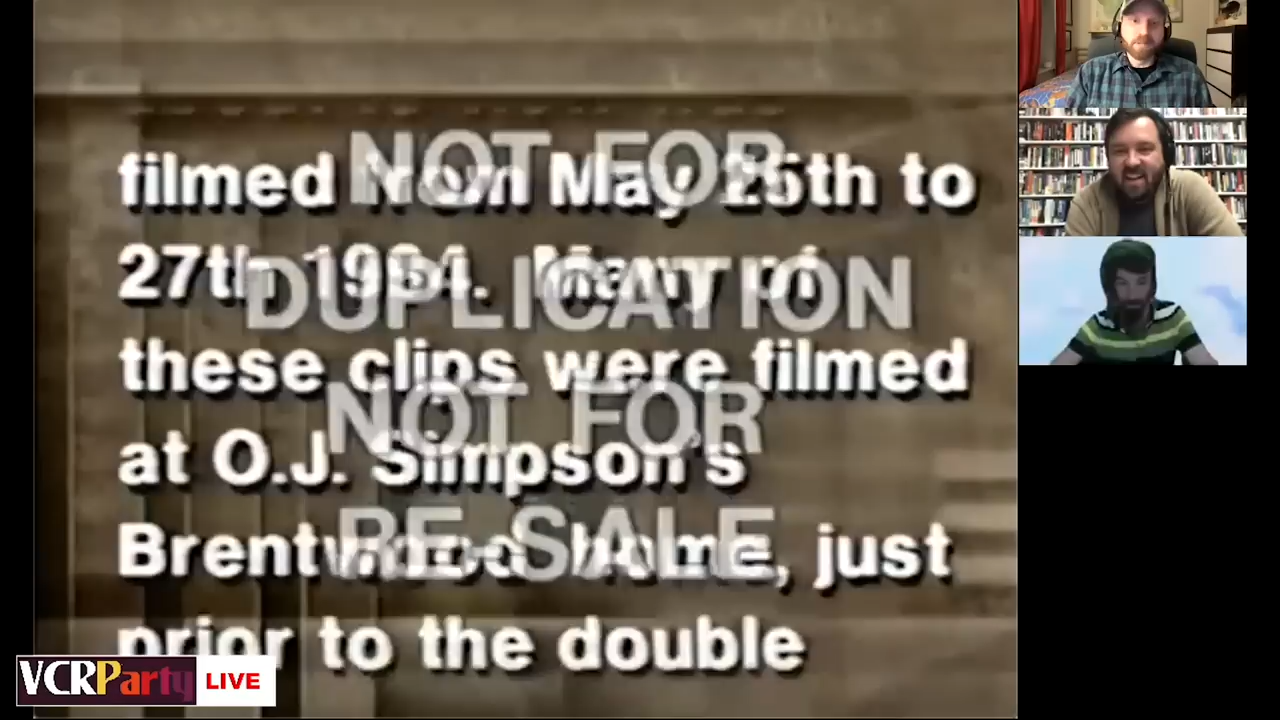 filmed from May 25th to
27th 1994. Many of
these clips were filmed
at O.J. Simpson's
Brentwood home, just
prior to the double
NOT FOR
DUPLICATION
NOT FOR
RE-SALE
VCRParty LIVE